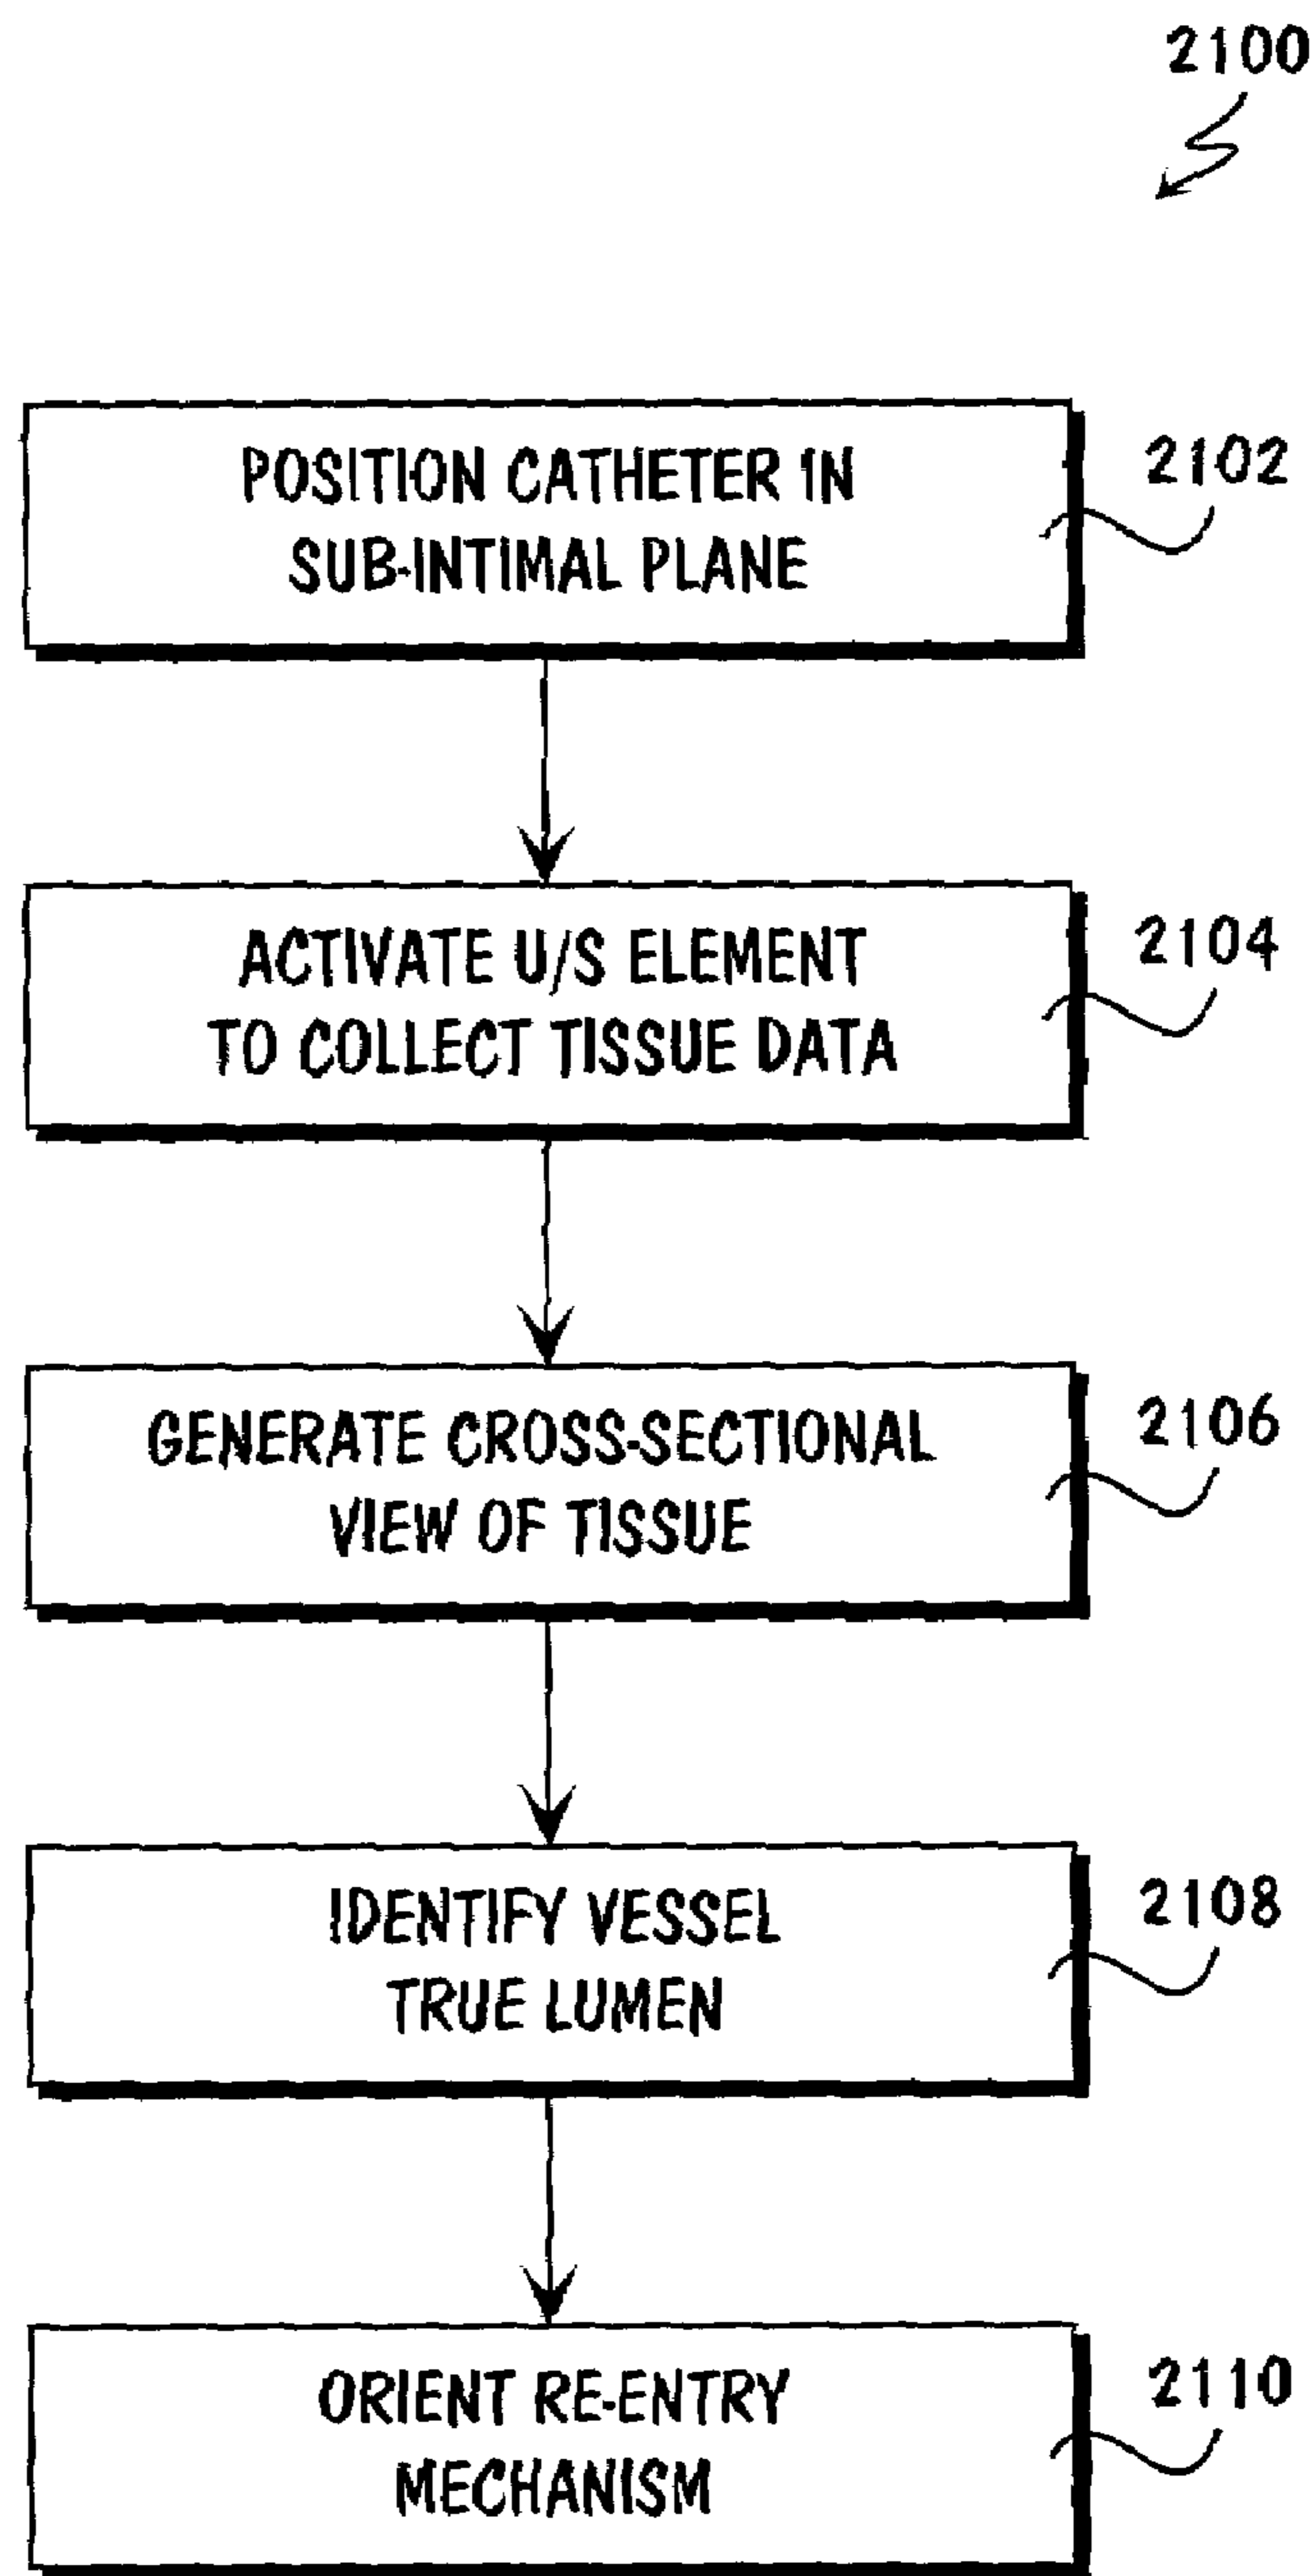 2100
POSITION CATHETER IN
SUB-INTIMAL PLANE
2102
ACTIVATE U/S ELEMENT
TO COLLECT TISSUE DATA
2104
GENERATE CROSS-SECTIONAL
VIEW OF TISSUE
2106
IDENTIFY VESSEL
TRUE LUMEN
2108
ORIENT RE-ENTRY
MECHANISM
2110